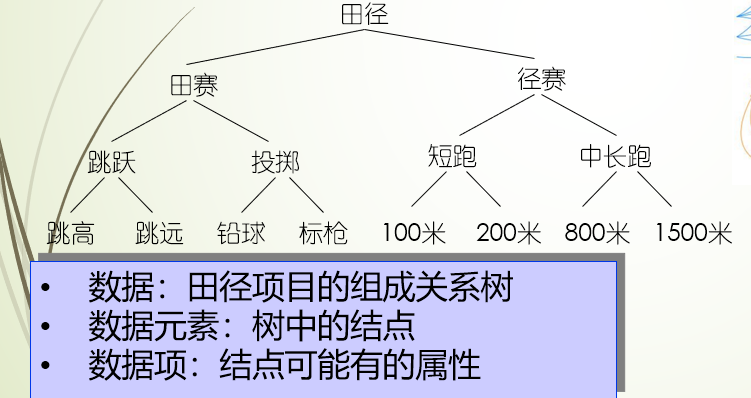 田径
田赛 径赛
跳跃 投掷 短跑 中长跑
跳高 跳远 铅球 标枪 100米 200米 800米 1500米
• 数据：田径项目的组成关系树
• 数据元素：树中的结点
• 数据项：结点可能有的属性